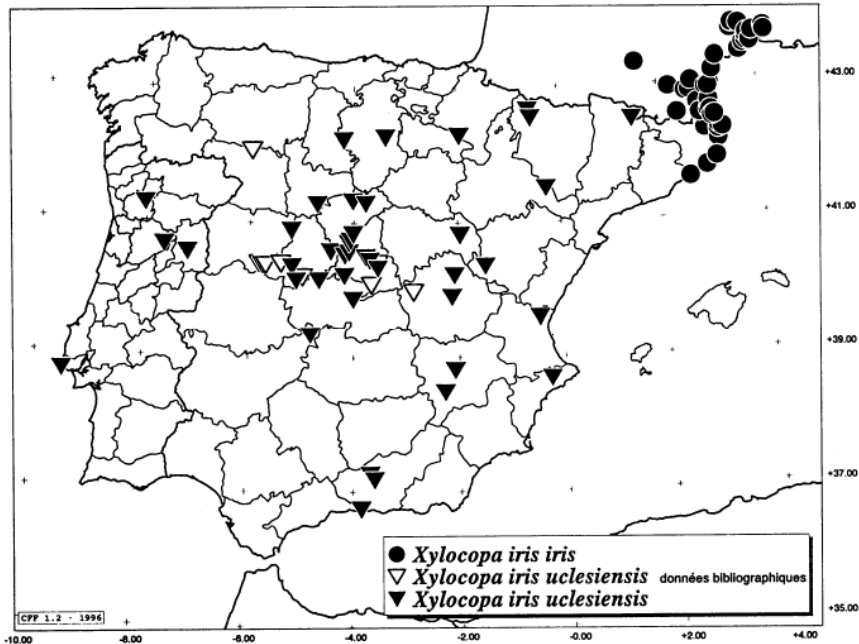 +43.00
+41.00
+39.00
+37.00
Xylocopa iris iris
Xylocopa iris uclesiensis données bibliographiques
Xylocopa iris uclesiensis
+35.00
CFF 1.2 - 1996
-10.00 -8.00 -6.00 -4.00 -2.00 -0.00 +2.00 +4.00